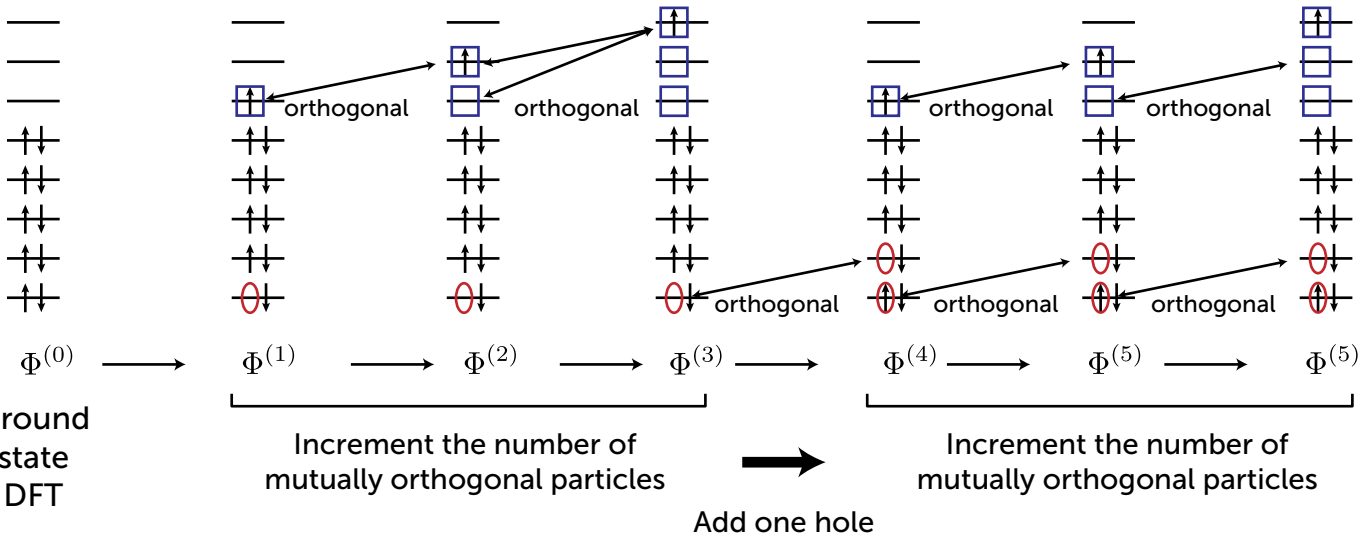 orthogonal
orthogonal
orthogonal
orthogonal
orthogonal
orthogonal
orthogonal
Φ(0) Φ(1) Φ(2) Φ(3) Φ(4) Φ(5) Φ(5)
round
state
DFT
Increment the number of
mutually orthogonal particles
Add one hole
Increment the number of
mutually orthogonal particles